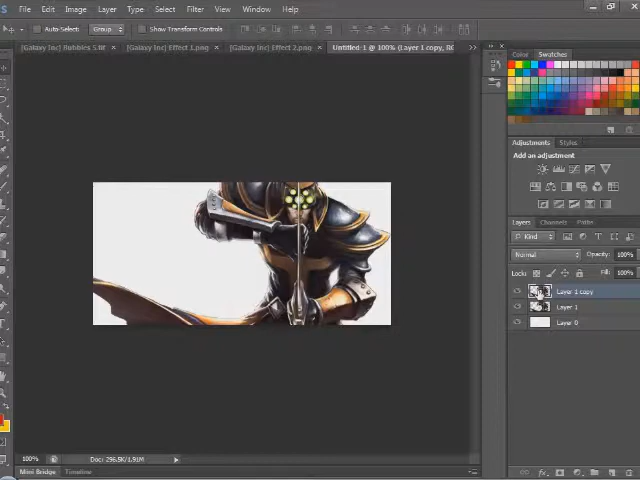 File Edit Image Layer Type Select Filter View Window Help
Auto-Select: Group Show Transform Controls
[Galaxy Inc] Bubbles 5.tif × [Galaxy Inc] Effect 1.png × [Galaxy Inc] Effect 2.png × Untitled-1 @ 100% (Layer 1 copy, RG
Color Swatches
Adjustments Styles
Add an adjustment
Layers Channels Paths
Kind
Normal Opacity: 100%
Lock: Fill: 100%
Layer 1 copy
Layer 1
Layer 0
100% Doc: 296.5K/1.91M
Mini Bridge Timeline